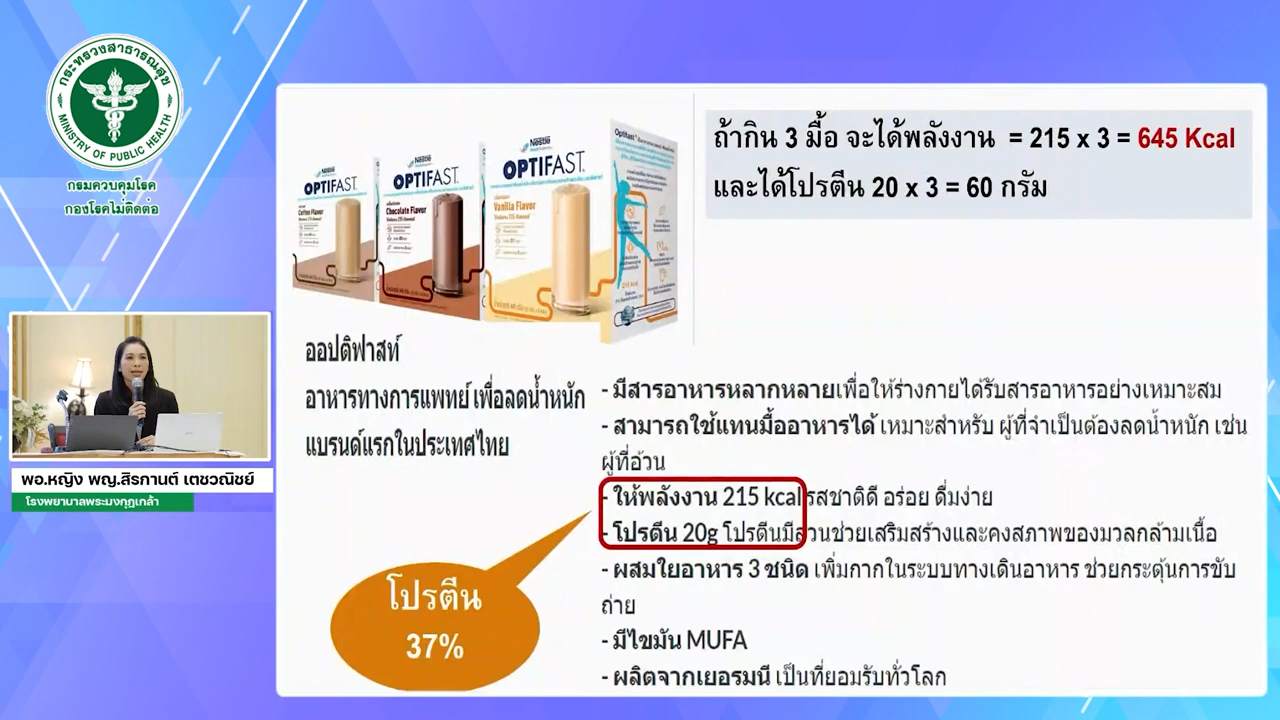 กระทรวงสาธารณสุข
MINISTRY OF PUBLIC HEALTH
กรมควบคุมโรค
กองโรคไม่ติดต่อ
พอ.หญิง พญ.สิรกานต์ เตชวณิชย์
โรงพยาบาลพระมงกุฎเกล้า
Nestlé
OPTIFAST
Coffee Flavor
Nestlé
OPTIFAST
Chocolate Flavor
Nestlé
OPTIFAST
Vanilla Flavor
Optifast
ถ้ากิน 3 มื้อ จะได้พลังงาน = 215 x 3 = 645 Kcal
และได้โปรตีน 20 x 3 = 60 กรัม
ออปติฟาสท์
อาหารทางการแพทย์ เพื่อลดน้ำหนัก
แบรนด์แรกในประเทศไทย
- มีสารอาหารหลากหลายเพื่อให้ร่างกายได้รับสารอาหารอย่างเหมาะสม
- สามารถใช้แทนมื้ออาหารได้ เหมาะสำหรับ ผู้ที่จำเป็นต้องลดน้ำหนัก เช่น
ผู้ที่อ้วน
- ให้พลังงาน 215 kcal รสชาติดี อร่อย ดื่มง่าย
- โปรตีน 20g โปรตีนมีส่วนช่วยเสริมสร้างและคงสภาพของมวลกล้ามเนื้อ
- ผสมใยอาหาร 3 ชนิด เพิ่มกากในระบบทางเดินอาหาร ช่วยกระตุ้นการขับ
ถ่าย
- มีไขมัน MUFA
- ผลิตจากเยอรมนี เป็นที่ยอมรับทั่วโลก
โปรตีน
37%